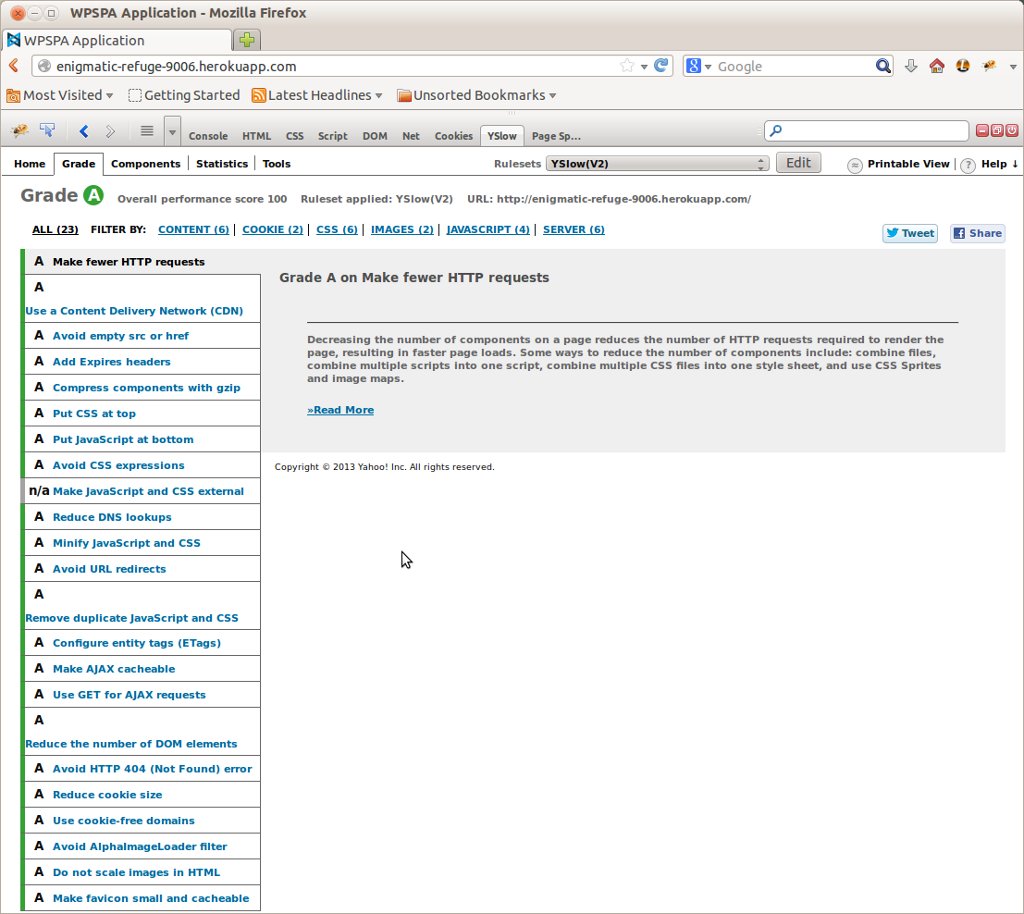 WPSPA Application - Mozilla Firefox
WPSPA Application
enigmatic-refuge-9006.herokuapp.com
Google
Most Visited
Getting Started
Latest Headlines
Unsorted Bookmarks
Console HTML CSS Script DOM Net Cookies YSlow Page Sp...
Home Grade Components Statistics Tools Rulesets YSlow(V2) Edit Printable View ? Help ↓
Grade A Overall performance score 100 Ruleset applied: YSlow(V2) URL: http://enigmatic-refuge-9006.herokuapp.com/
ALL (23) FILTER BY: CONTENT (6) | COOKIE (2) | CSS (6) | IMAGES (2) | JAVASCRIPT (4) | SERVER (6)
Tweet
Share
A Make fewer HTTP requests
A
Use a Content Delivery Network (CDN)
A Avoid empty src or href
A Add Expires headers
A Compress components with gzip
A Put CSS at top
A Put JavaScript at bottom
A Avoid CSS expressions
n/a Make JavaScript and CSS external
A Reduce DNS lookups
A Minify JavaScript and CSS
A Avoid URL redirects
A
Remove duplicate JavaScript and CSS
A Configure entity tags (ETags)
A Make AJAX cacheable
A Use GET for AJAX requests
A
Reduce the number of DOM elements
A Avoid HTTP 404 (Not Found) error
A Reduce cookie size
A Use cookie-free domains
A Avoid AlphaImageLoader filter
A Do not scale images in HTML
A Make favicon small and cacheable
Grade A on Make fewer HTTP requests
Decreasing the number of components on a page reduces the number of HTTP requests required to render the
page, resulting in faster page loads. Some ways to reduce the number of components include: combine files,
combine multiple scripts into one script, combine multiple CSS files into one style sheet, and use CSS Sprites
and image maps.
»Read More
Copyright © 2013 Yahoo! Inc. All rights reserved.